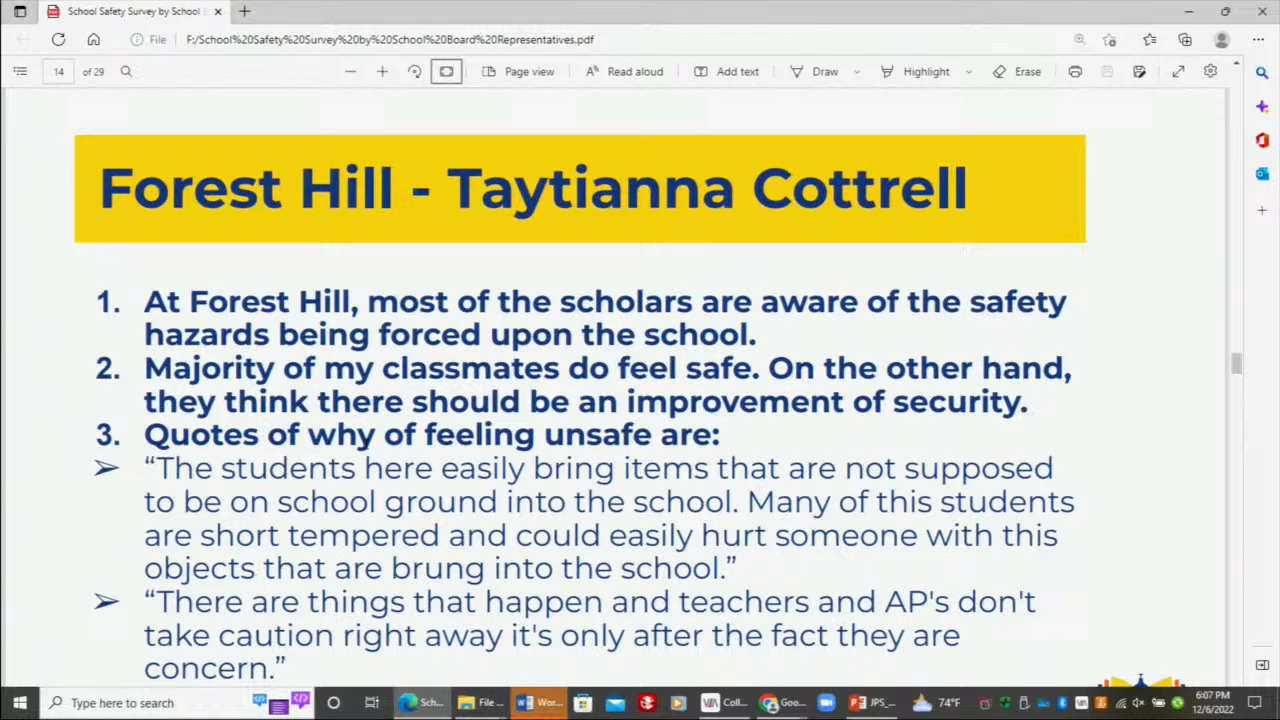 School Safety Survey by School
File F:/School%20Safety%20Survey%20by%20School%20Board%20Representatives.pdf
14 of 29 Page view Read aloud Add text Draw Highlight Erase
Forest Hill - Taytianna Cottrell
1. At Forest Hill, most of the scholars are aware of the safety
hazards being forced upon the school.
2. Majority of my classmates do feel safe. On the other hand,
they think there should be an improvement of security.
3. Quotes of why of feeling unsafe are:
➢ “The students here easily bring items that are not supposed
to be on school ground into the school. Many of this students
are short tempered and could easily hurt someone with this
objects that are brung into the school.”
➢ “There are things that happen and teachers and AP's don't
take caution right away it's only after the fact they are
concern.”
Type here to search Sch... File ... Wor... Coll... Goo... JPS_... 74°F 6:07 PM
12/6/2022